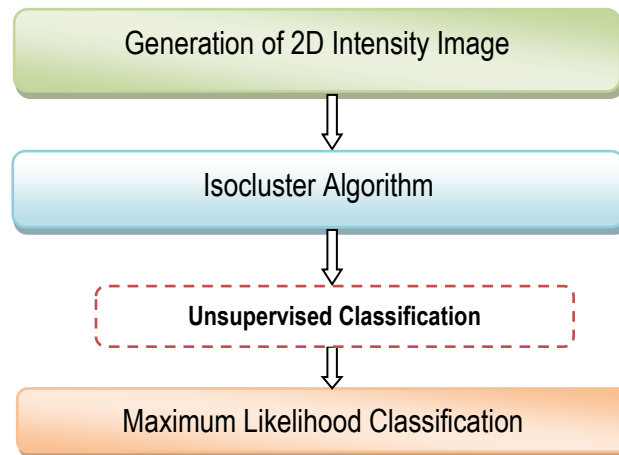 Generation of 2D Intensity Image
Isocluster Algorithm
Unsupervised Classification
Maximum Likelihood Classification